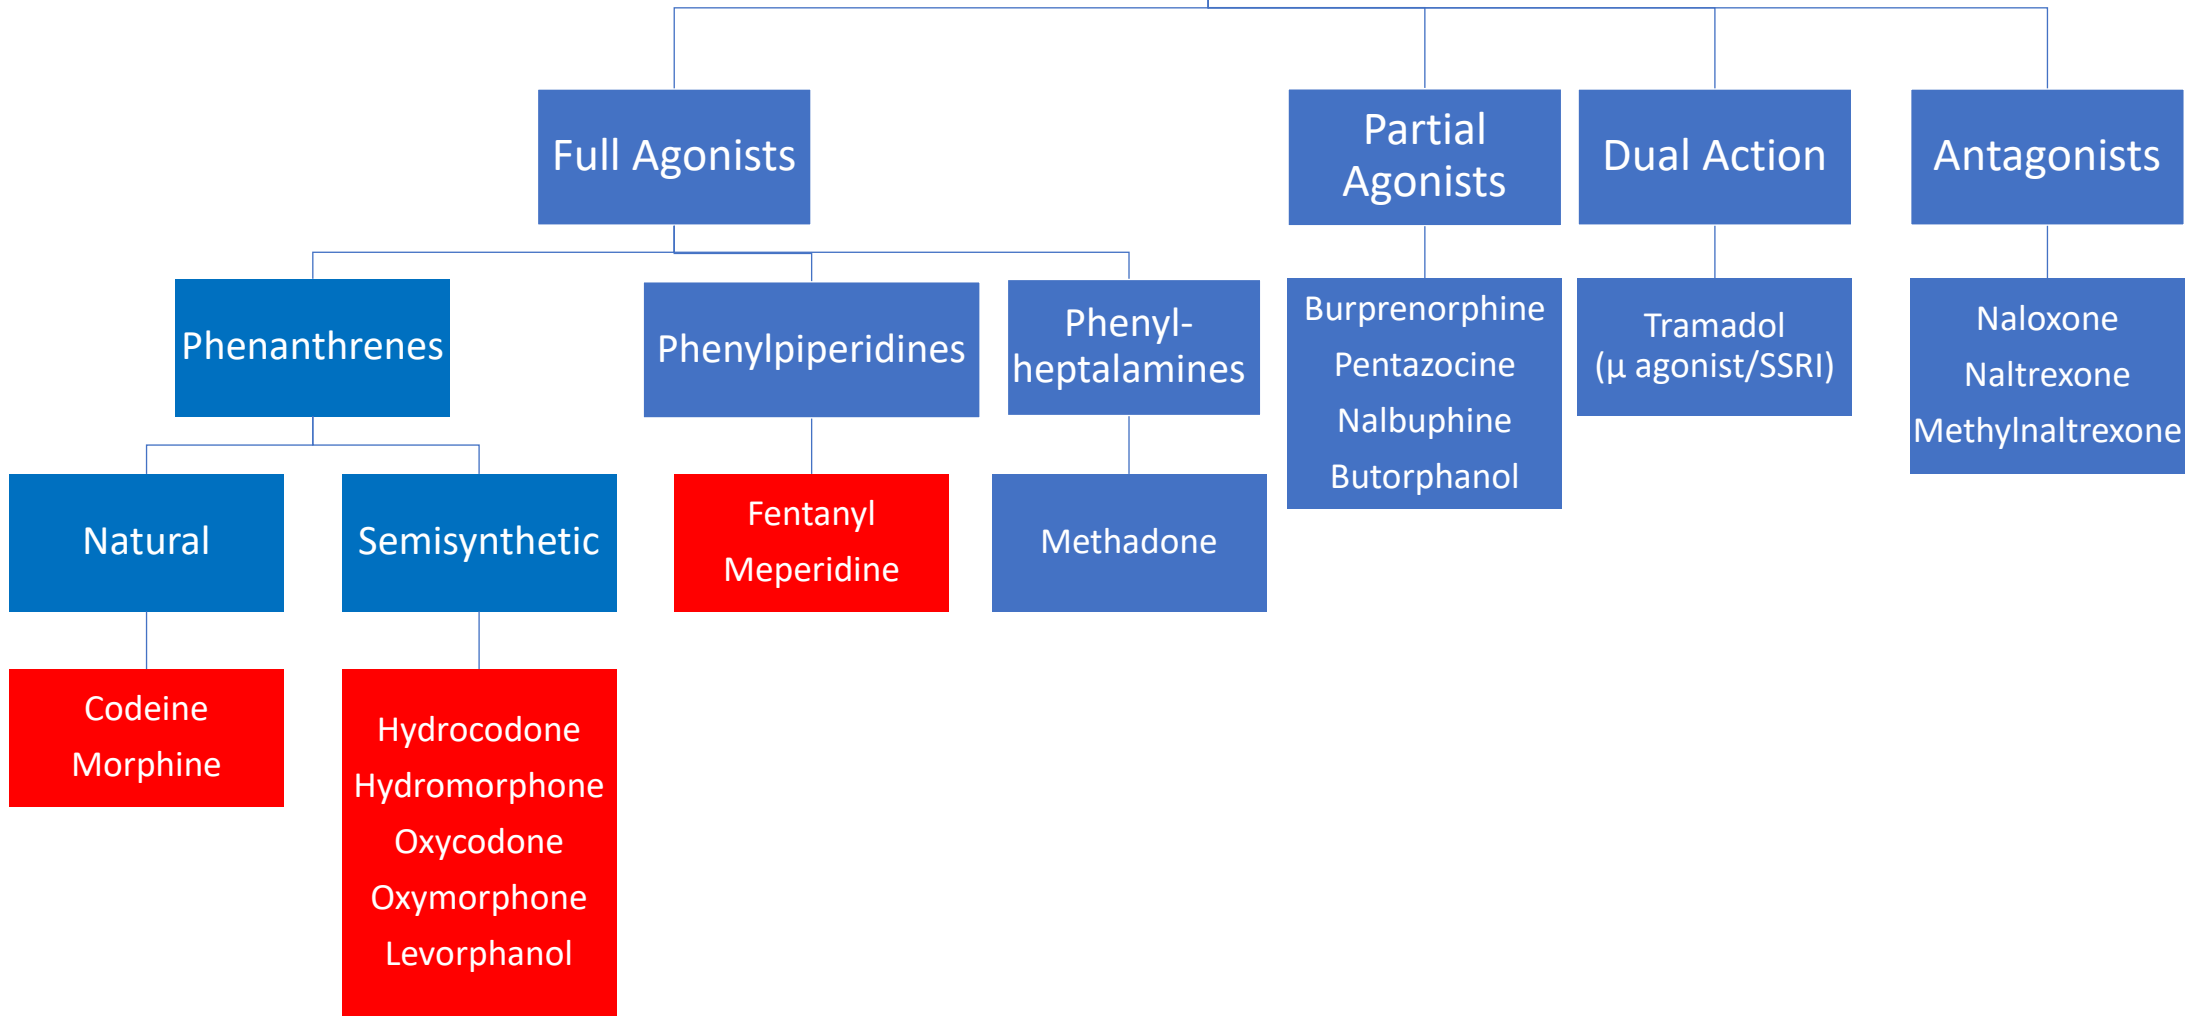 Full Agonists
Partial
Agonists
Dual Action
Antagonists
Phenanthrenes
Phenylpiperidines
Phenyl-
heptalamines
Burprenorphine
Pentazocine
Nalbuphine
Butorphanol
Tramadol
(μ agonist/SSRI)
Naloxone
Naltrexone
Methylnaltrexone
Natural
Semisynthetic
Fentanyl
Meperidine
Methadone
Codeine
Morphine
Hydrocodone
Hydromorphone
Oxycodone
Oxymorphone
Levorphanol